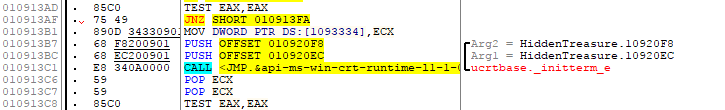 010913AD . 85C0 TEST EAX,EAX
010913AF . 75 49 JNZ SHORT 010913FA
010913B1 . 890D 34330901 MOV DWORD PTR DS:[1093334],ECX
010913B7 . 68 F8200901 PUSH OFFSET 010920F8 Arg2 = HiddenTreasure.10920F8
010913BC . 68 EC200901 PUSH OFFSET 010920EC Arg1 = HiddenTreasure.10920EC
010913C1 . E8 340A0000 CALL <JMP.&api-ms-win-crt-runtime-l1-1- ucrtbase._initterm_e
010913C6 . 59 POP ECX
010913C7 . 59 POP ECX
010913C8 . 85C0 TEST EAX,EAX